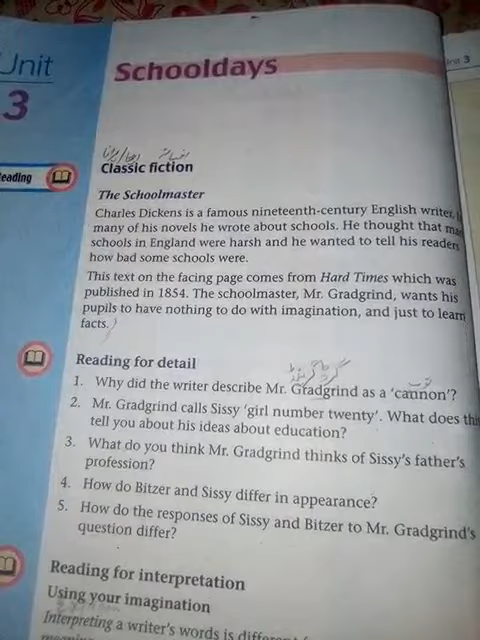 Unit
3
Schooldays
3
eading
Classic fiction
The Schoolmaster
Charles Dickens is a famous nineteenth-century English writer.
many of his novels he wrote about schools. He thought that ma
schools in England were harsh and he wanted to tell his readers
how bad some schools were.
This text on the facing page comes from Hard Times which was
published in 1854. The schoolmaster, Mr. Gradgrind, wants his
pupils to have nothing to do with imagination, and just to learn
facts.
Reading for detail
گریڈگرائنڈ
توپ
1. Why did the writer describe Mr. Gradgrind as a 'cannon'?
2. Mr. Gradgrind calls Sissy 'girl number twenty'. What does thi
tell you about his ideas about education?
3. What do you think Mr. Gradgrind thinks of Sissy's father's
profession?
4. How do Bitzer and Sissy differ in appearance?
5. How do the responses of Sissy and Bitzer to Mr. Gradgrind's
question differ?
Reading for interpretation
Using your imagination
Interpreting a writer's words is different
meaning